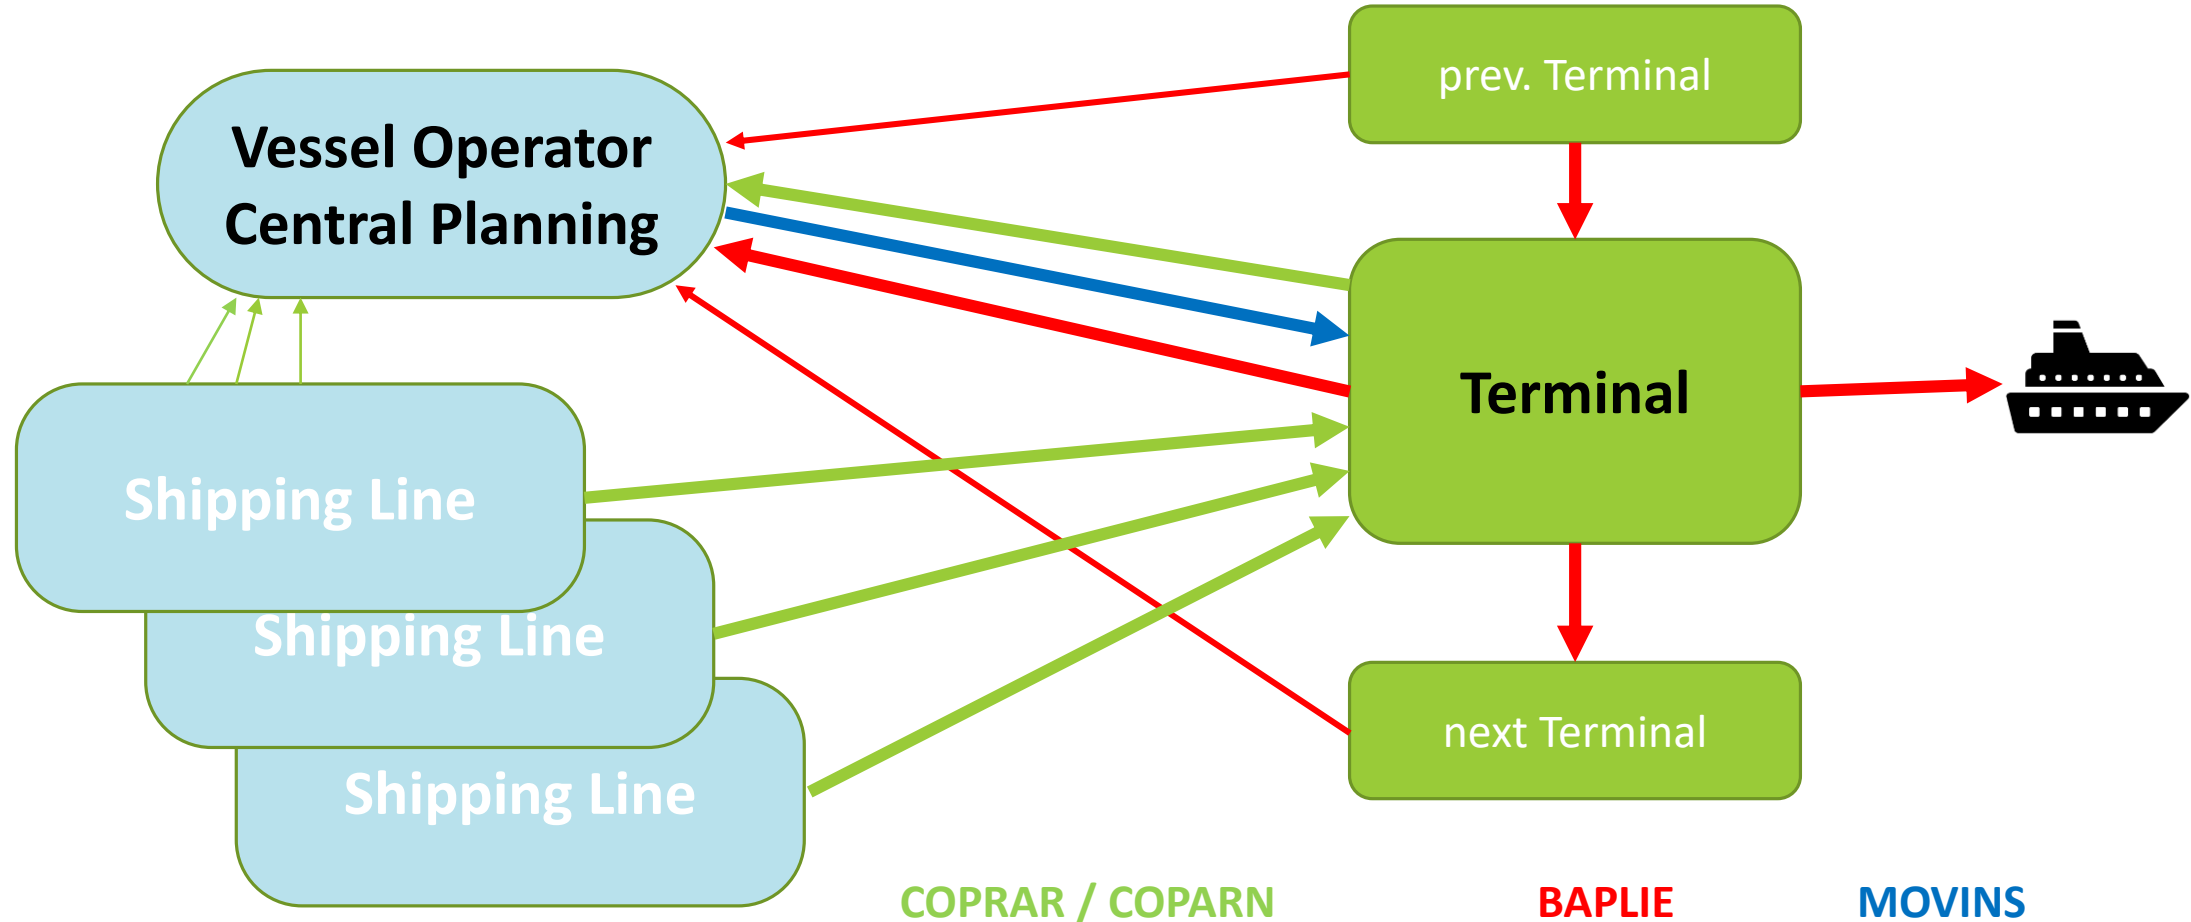 prev. Terminal
Vessel Operator
Central Planning
Terminal
Shipping Line
Shipping Line
next Terminal
Shipping Line
COPRAR / COPARN
BAPLIE
MOVINS